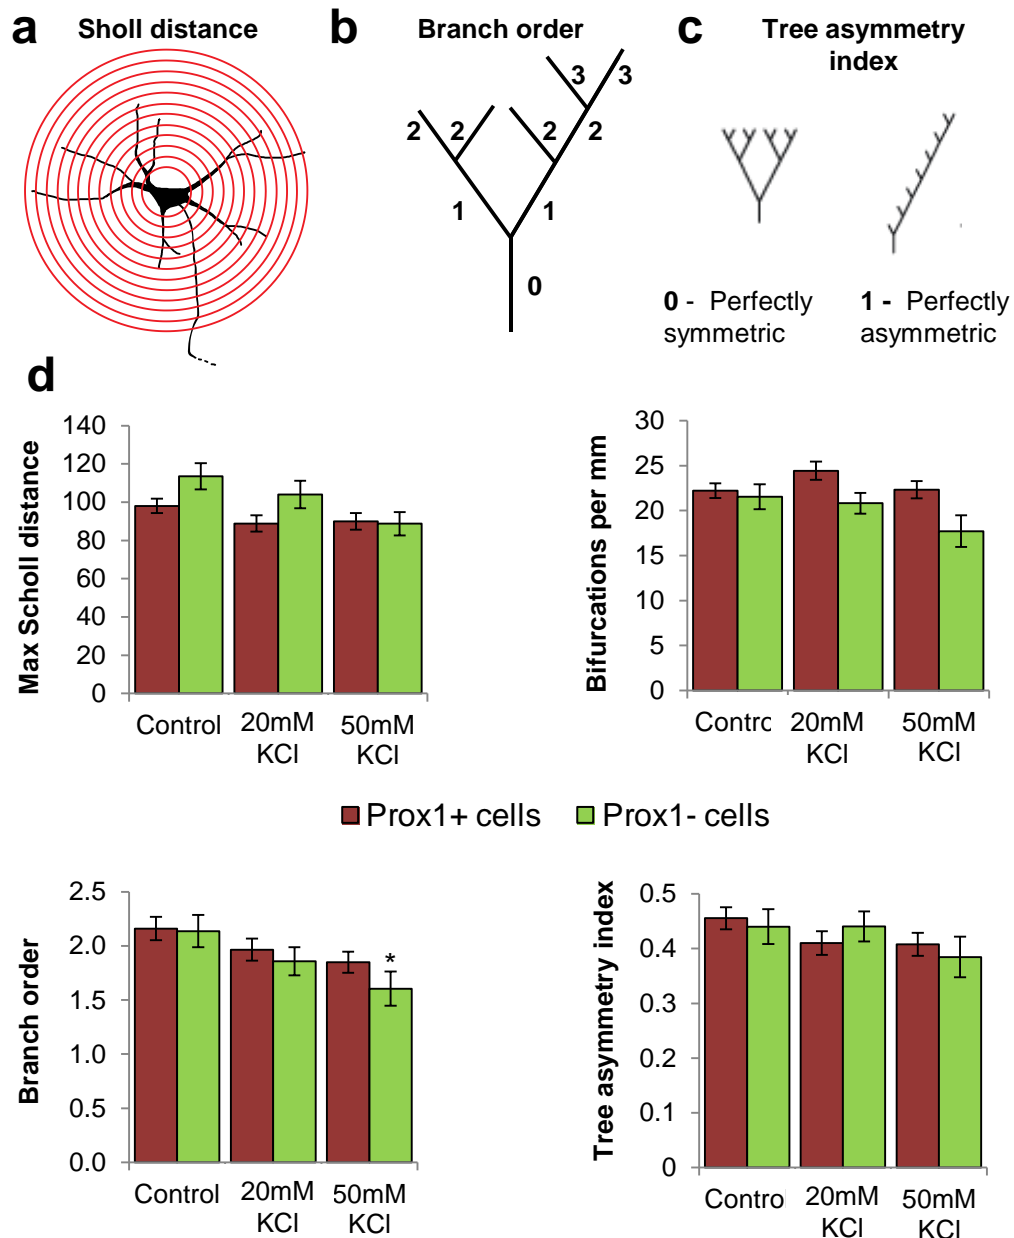 a Sholl distance
b Branch order
c Tree asymmetry
index
3 3
2 2 2 2
1 1
0
0 - Perfectly
symmetric
1 - Perfectly
asymmetric
d
Max Scholl distance
140
120
100
80
60
40
20
0
Control 20mM KCl 50mM KCl
Bifurcations per mm
30
25
20
15
10
5
0
Contrc 20mM KCl 50mM KCl
Prox1+ cells Prox1- cells
Branch order
2.5
2.0
1.5
1.0
0.5
0.0
*
Control 20mM KCl 50mM KCl
Tree asymmetry index
0.5
0.4
0.3
0.2
0.1
0
Contro 20mM KCl 50mM KCl